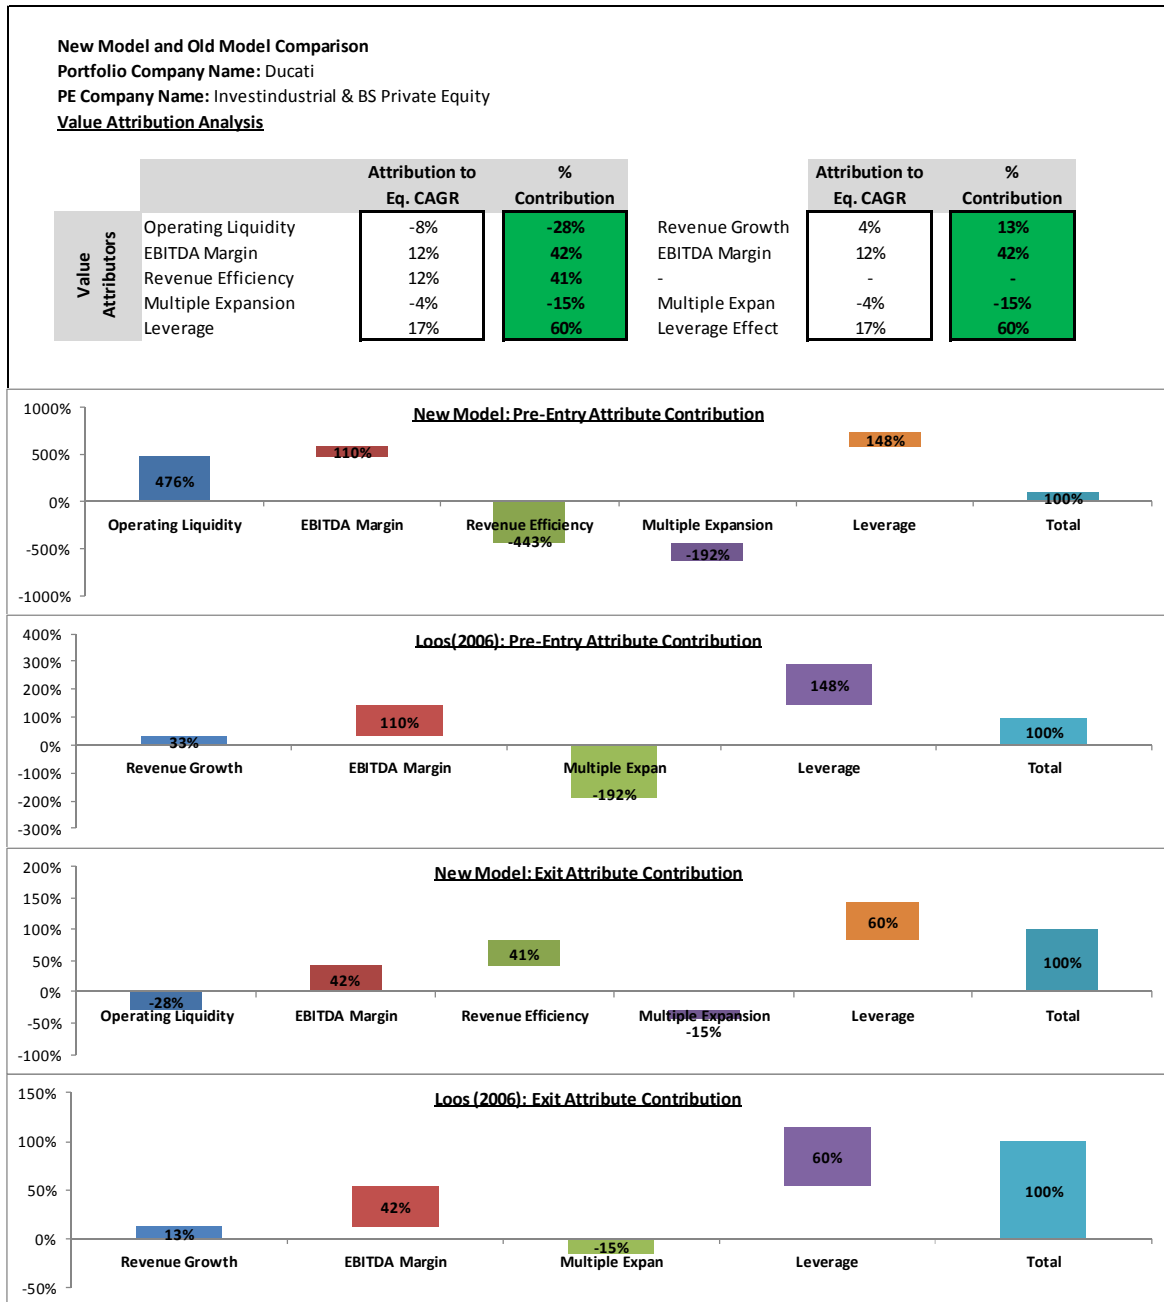 New Model and Old Model Comparison
Portfolio Company Name: Ducati
PE Company Name: Investindustrial & BS Private Equity
Value Attribution Analysis
Attribution to Eq. CAGR % Contribution Attribution to Eq. CAGR % Contribution
Value Attributors
Operating Liquidity -8% -28% Revenue Growth 4% 13%
EBITDA Margin 12% 42% EBITDA Margin 12% 42%
Revenue Efficiency 12% 41% - - -
Multiple Expansion -4% -15% Multiple Expan -4% -15%
Leverage 17% 60% Leverage Effect 17% 60%
New Model: Pre-Entry Attribute Contribution
1000%
500%
0%
-500%
-1000%
476% 110% -443% -192% 148% 100%
Operating Liquidity EBITDA Margin Revenue Efficiency Multiple Expansion Leverage Total
Loos(2006): Pre-Entry Attribute Contribution
400%
300%
200%
100%
0%
-100%
-200%
-300%
33% 110% -192% 148% 100%
Revenue Growth EBITDA Margin Multiple Expan Leverage Total
New Model: Exit Attribute Contribution
200%
150%
100%
50%
0%
-50%
-100%
-28% 42% 41% -15% 60% 100%
Operating Liquidity EBITDA Margin Revenue Efficiency Multiple Expansion Leverage Total
Loos (2006): Exit Attribute Contribution
150%
100%
50%
0%
-50%
13% 42% -15% 60% 100%
Revenue Growth EBITDA Margin Multiple Expan Leverage Total